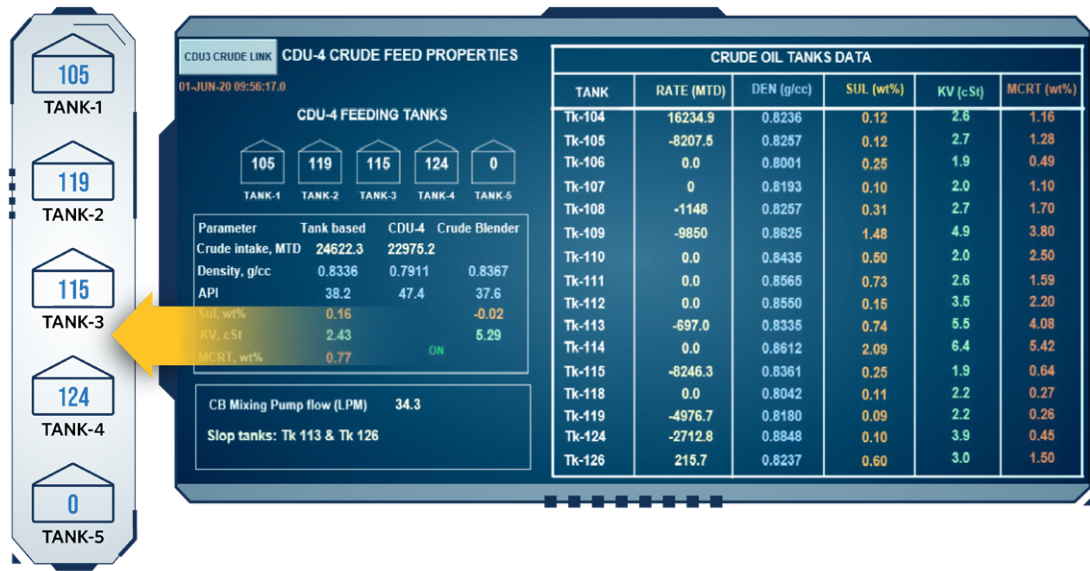 105
TANK-1
119
TANK-2
115
TANK-3
124
TANK-4
0
TANK-5
CDU3 CRUDE LINK CDU-4 CRUDE FEED PROPERTIES
01-JUN-20 09:56:17.0
CDU-4 FEEDING TANKS
105 119 115 124 0
TANK-1 TANK-2 TANK-3 TANK-4 TANK-5
Parameter Tank based CDU-4 Crude Blender
Crude intake, MTD 24622.3 22975.2
Density, g/cc 0.8336 0.7911 0.8367
API 38.2 47.4 37.6
Sul, wt% 0.16 -0.02
KV, cSt 2.43 5.29
MCRT, wt% 0.77 ON
CB Mixing Pump flow (LPM) 34.3
Slop tanks: Tk 113 & Tk 126
CRUDE OIL TANKS DATA
TANK RATE (MTD) DEN (g/cc) SUL (wt%) KV (cSt) MCRT (wt%)
Tk-104 16234.9 0.8236 0.12 2.6 1.16
Tk-105 -8207.5 0.8257 0.12 2.7 1.28
Tk-106 0.0 0.8001 0.25 1.9 0.49
Tk-107 0 0.8193 0.10 2.0 1.10
Tk-108 -1148 0.8257 0.31 2.7 1.70
Tk-109 -9850 0.8625 1.48 4.9 3.80
Tk-110 0.0 0.8435 0.50 2.0 2.50
Tk-111 0.0 0.8565 0.73 2.6 1.59
Tk-112 0.0 0.8550 0.15 3.5 2.20
Tk-113 -697.0 0.8335 0.74 5.5 4.08
Tk-114 0.0 0.8612 2.09 6.4 5.42
Tk-115 -8246.3 0.8361 0.25 1.9 0.64
Tk-118 0.0 0.8042 0.11 2.2 0.27
Tk-119 -4976.7 0.8180 0.09 2.2 0.26
Tk-124 -2712.8 0.8848 0.10 3.9 0.45
Tk-126 215.7 0.8237 0.60 3.0 1.50